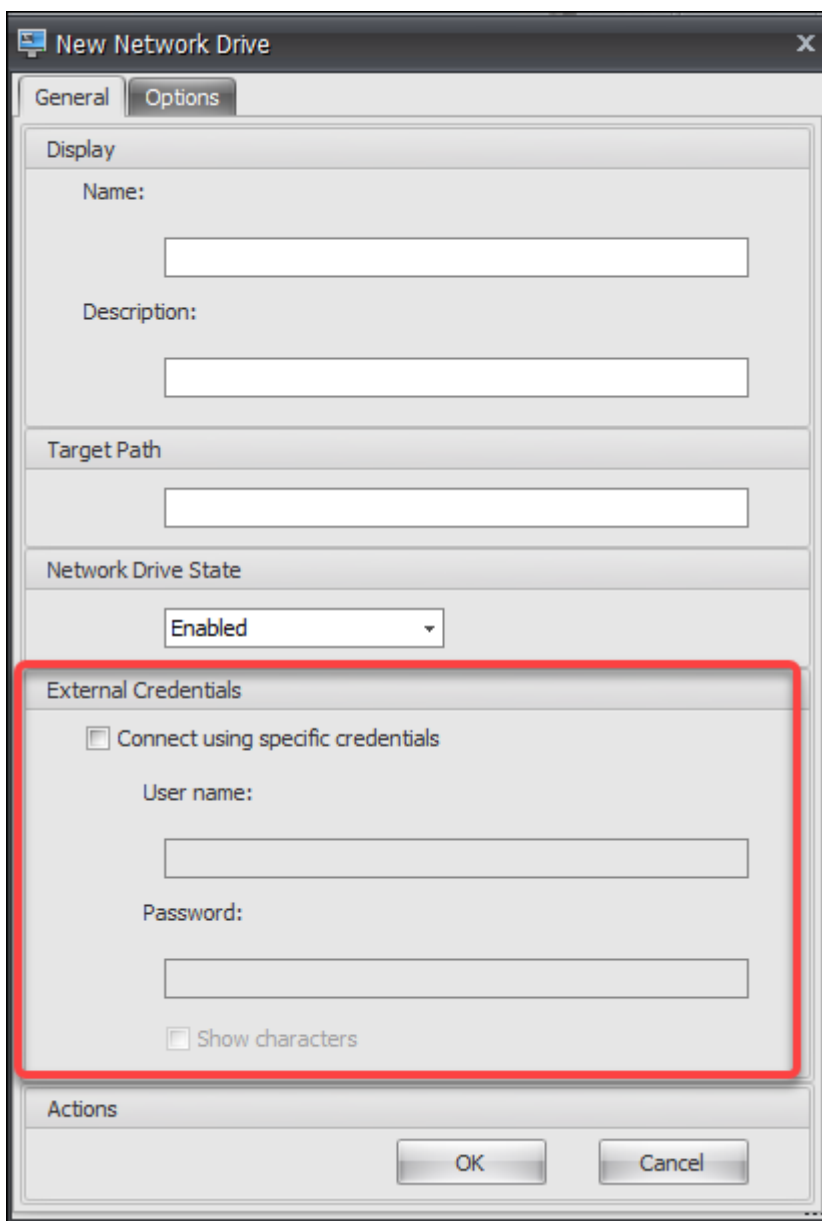 New Network Drive
General Options
Display
Name:
Description:
Target Path
Network Drive State
Enabled
External Credentials
Connect using specific credentials
User name:
Password:
Show characters
Actions
OK Cancel